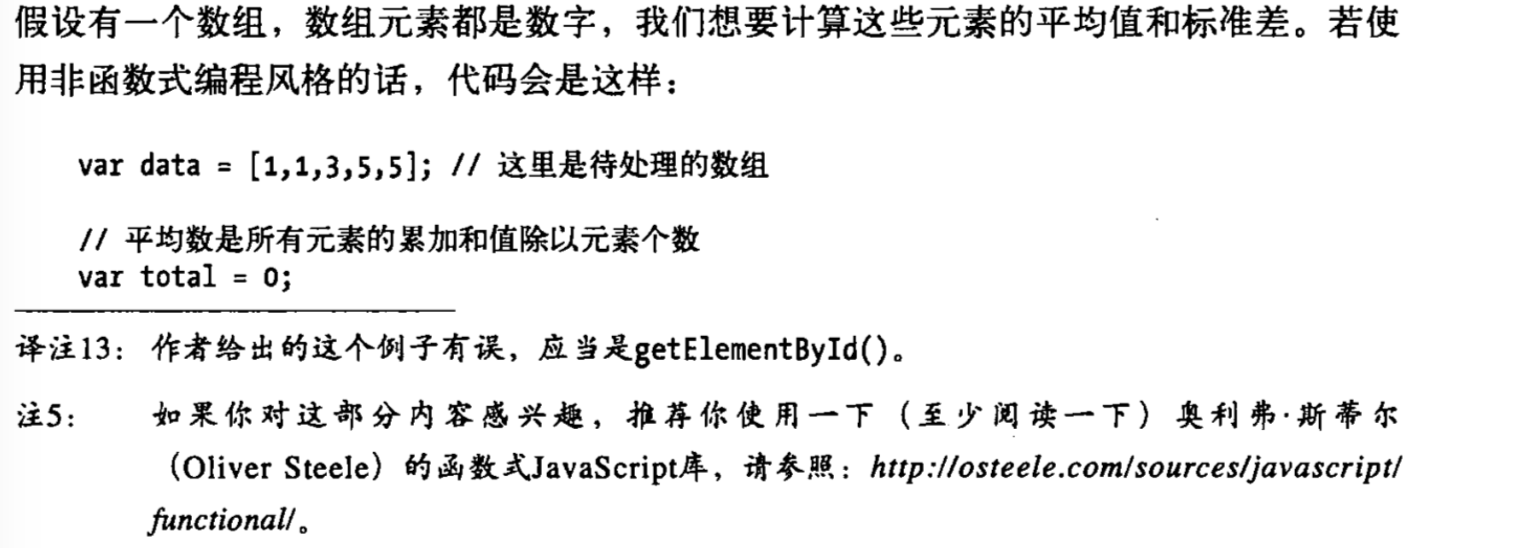 假设有一个数组，数组元素都是数字，我们想要计算这些元素的平均值和标准差。若使
用非函数式编程风格的话，代码会是这样：
var data = [1,1,3,5,5]; // 这里是待处理的数组
// 平均数是所有元素的累加和值除以元素个数
var total = 0;
译注13： 作者给出的这个例子有误，应当是getElementById()。
注5： 如果你对这部分内容感兴趣，推荐你使用一下（至少阅读一下）奥利弗·斯蒂尔
（Oliver Steele）的函数式JavaScript库，请参照：http://osteele.com/sources/javascript/
functional/。